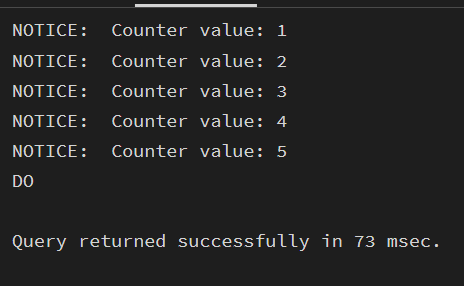 NOTICE:  Counter value: 1
NOTICE:  Counter value: 2
NOTICE:  Counter value: 3
NOTICE:  Counter value: 4
NOTICE:  Counter value: 5
DO
Query returned successfully in 73 msec.